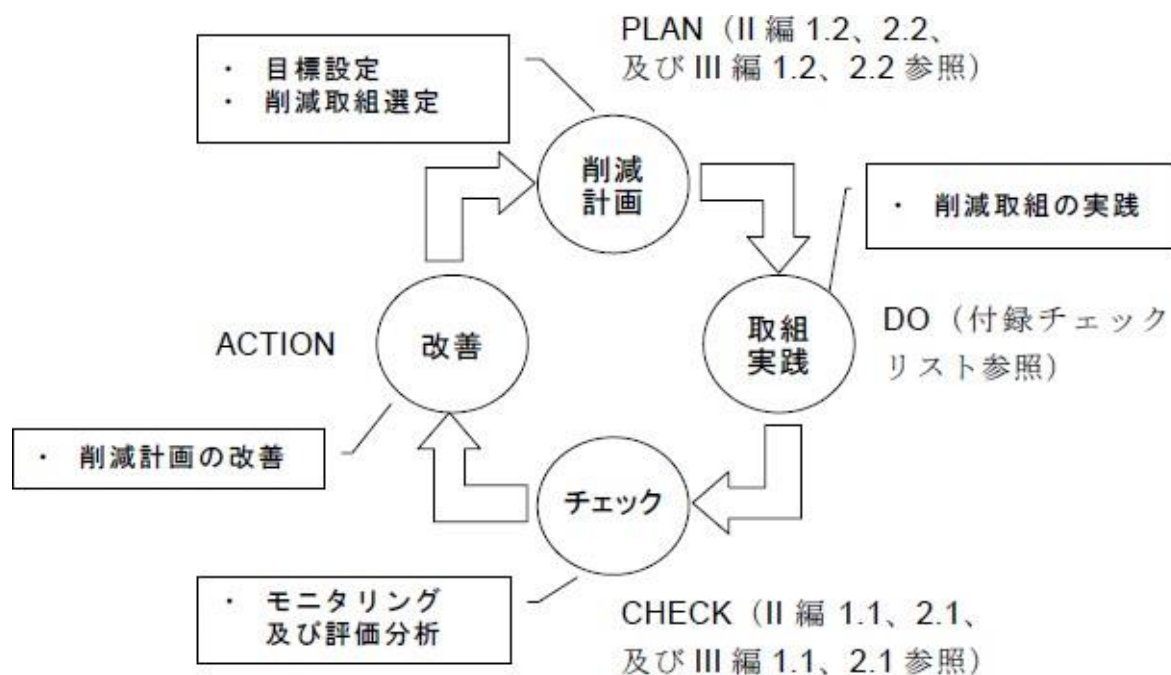 PLAN（II 編 1.2、2.2、
及び III 編 1.2、2.2 参照）
・ 目標設定
・ 削減取組選定
削減
計画
・ 削減取組の実践
取組
実践
DO（付録チェック
リスト参照）
ACTION
改善
・ 削減計画の改善
チェック
・ モニタリング
及び評価分析
CHECK（II 編 1.1、2.1、
及び III 編 1.1、2.1 参照）